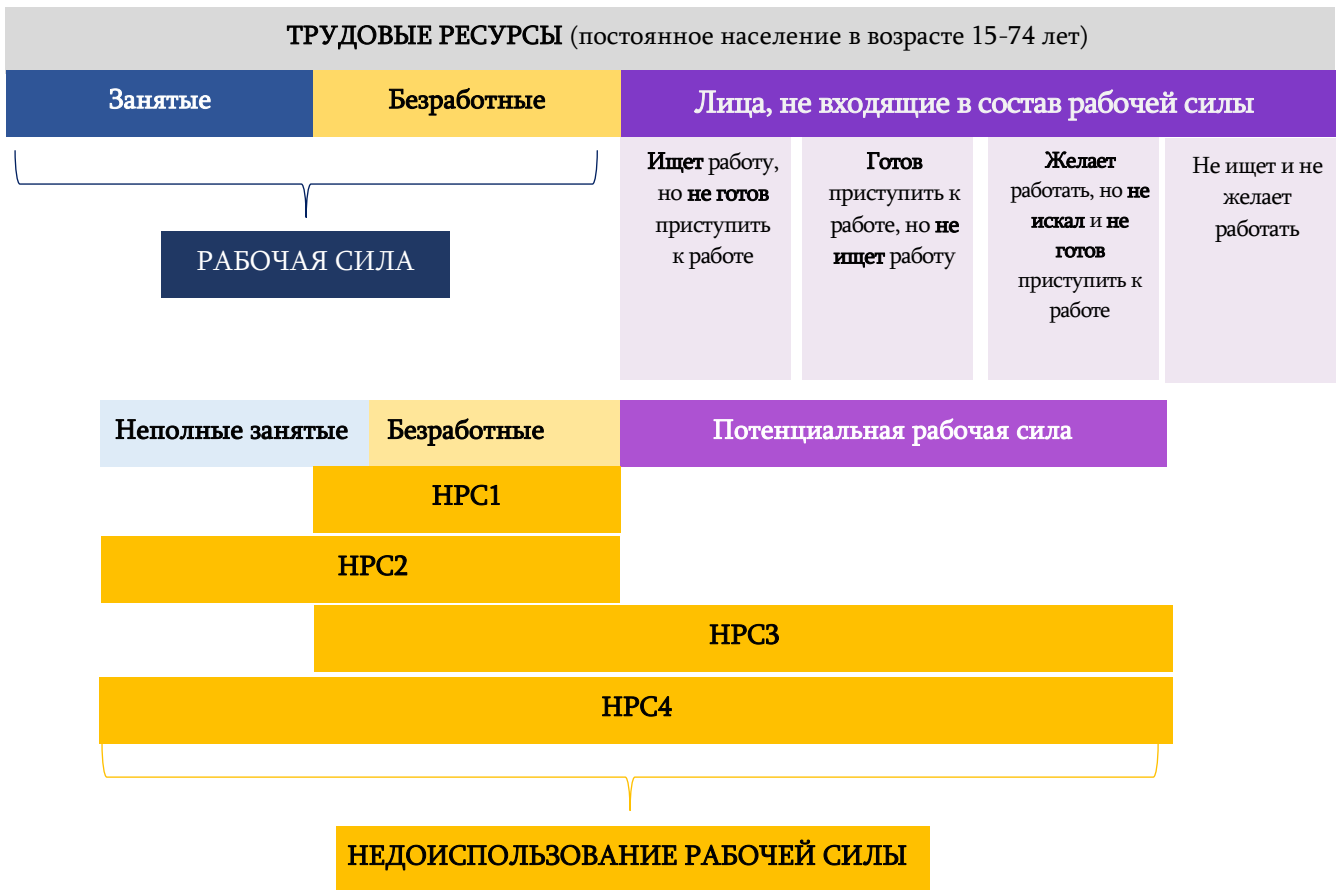 ТРУДОВЫЕ РЕСУРСЫ (постоянное население в возрасте 15-74 лет)
Занятые
Безработные
Лица, не входящие в состав рабочей силы
РАБОЧАЯ СИЛА
Ищет работу,
но не готов
приступить
к работе
Готов
приступить к
работе, но не
ищет работу
Желает
работать, но не
искал и не
готов
приступить к
работе
Не ищет и не
желает
работать
Неполные занятые
Безработные
Потенциальная рабочая сила
НРС1
НРС2
НРС3
НРС4
НЕДОИСПОЛЬЗОВАНИЕ РАБОЧЕЙ СИЛЫ